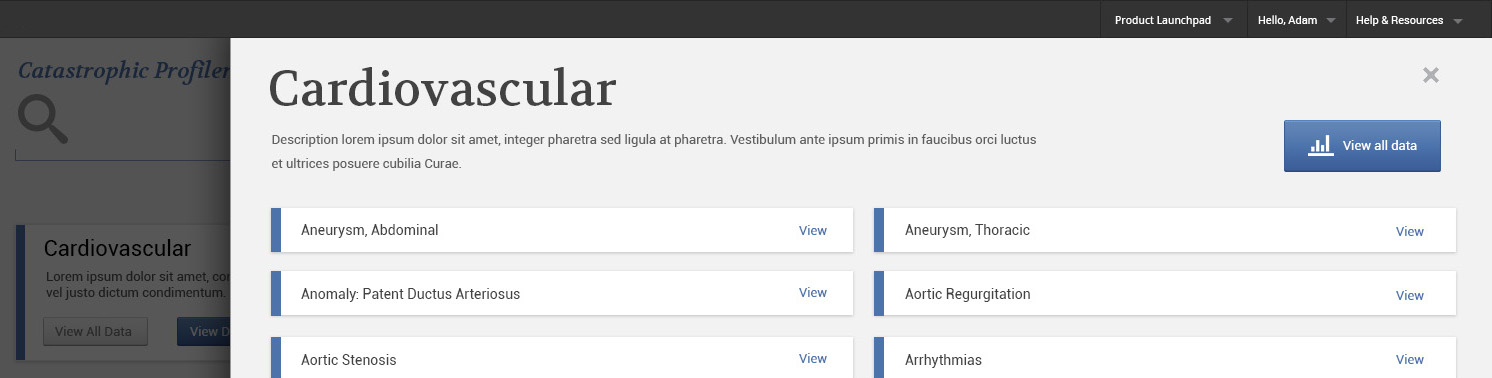 Product Launchpad Hello, Adam Help & Resources
Catastrophic Profiler
Cardiovascular
Description lorem ipsum dolor sit amet, integer pharetra sed ligula at pharetra. Vestibulum ante ipsum primis in faucibus orci luctus
et ultrices posuere cubilia Curae.
View all data
Aneurysm, Abdominal View
Aneurysm, Thoracic View
Anomaly: Patent Ductus Arteriosus View
Aortic Regurgitation View
Aortic Stenosis View
Arrhythmias View
Cardiovascular
Lorem ipsum dolor sit amet,
vel justo dictum condimentum.
View All Data
View